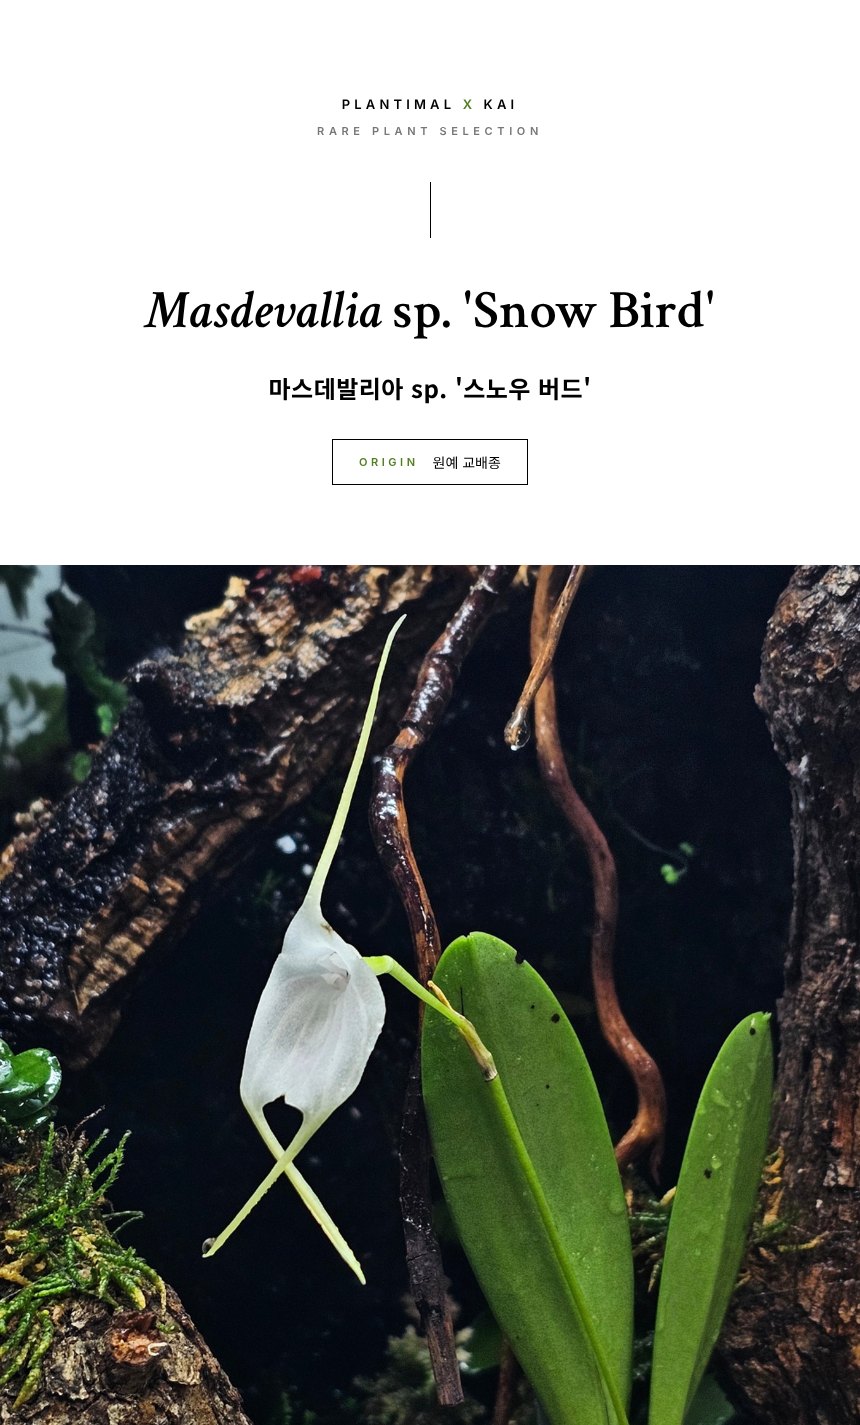 PLANTIMAL X KAI
RARE PLANT SELECTION
Masdevallia sp. 'Snow Bird'
마스데발리아 sp. '스노우 버드'
ORIGIN 원예 교배종